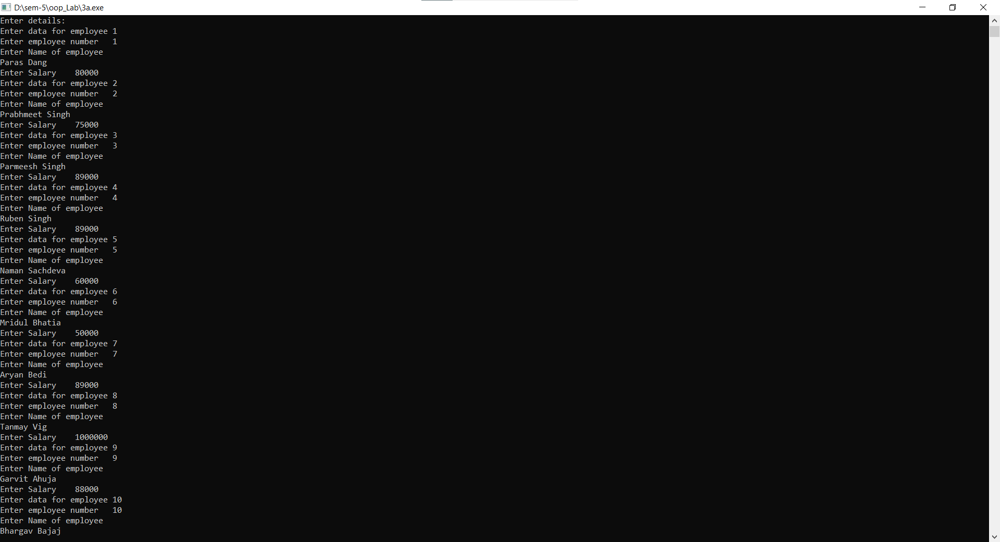 D:\sem-5\oop_Lab\3a.exe
Enter details:
Enter data for employee 1
Enter employee number   1
Enter Name of employee
Paras Dang
Enter Salary    80000
Enter data for employee 2
Enter employee number   2
Enter Name of employee
Prabhmeet Singh
Enter Salary    75000
Enter data for employee 3
Enter employee number   3
Enter Name of employee
Parmeesh Singh
Enter Salary    89000
Enter data for employee 4
Enter employee number   4
Enter Name of employee
Ruben Singh
Enter Salary    89000
Enter data for employee 5
Enter employee number   5
Enter Name of employee
Naman Sachdeva
Enter Salary    60000
Enter data for employee 6
Enter employee number   6
Enter Name of employee
Mridul Bhatia
Enter Salary    50000
Enter data for employee 7
Enter employee number   7
Enter Name of employee
Aryan Bedi
Enter Salary    89000
Enter data for employee 8
Enter employee number   8
Enter Name of employee
Tanmay Vig
Enter Salary    1000000
Enter data for employee 9
Enter employee number   9
Enter Name of employee
Garvit Ahuja
Enter Salary    88000
Enter data for employee 10
Enter employee number   10
Enter Name of employee
Bhargav Bajaj